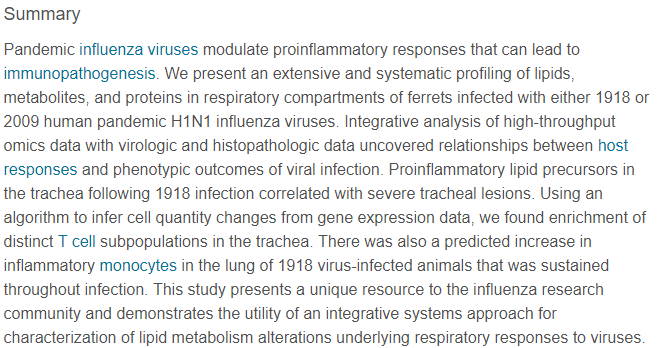 Summary
Pandemic influenza viruses modulate proinflammatory responses that can lead to
immunopathogenesis. We present an extensive and systematic profiling of lipids,
metabolites, and proteins in respiratory compartments of ferrets infected with either 1918 or
2009 human pandemic H1N1 influenza viruses. Integrative analysis of high-throughput
omics data with virologic and histopathologic data uncovered relationships between host
responses and phenotypic outcomes of viral infection. Proinflammatory lipid precursors in
the trachea following 1918 infection correlated with severe tracheal lesions. Using an
algorithm to infer cell quantity changes from gene expression data, we found enrichment of
distinct T cell subpopulations in the trachea. There was also a predicted increase in
inflammatory monocytes in the lung of 1918 virus-infected animals that was sustained
throughout infection. This study presents a unique resource to the influenza research
community and demonstrates the utility of an integrative systems approach for
characterization of lipid metabolism alterations underlying respiratory responses to viruses.